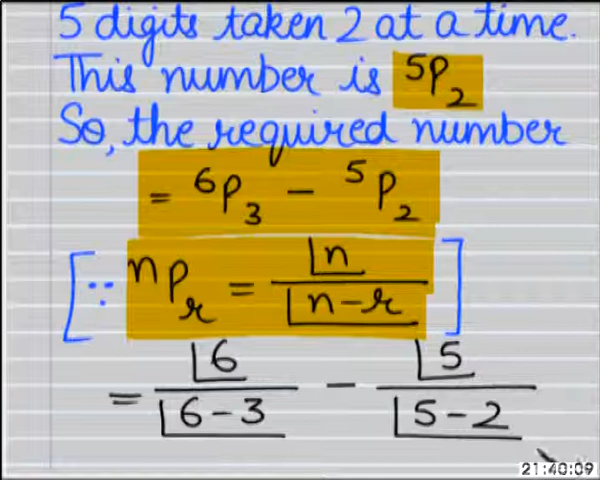 5 digits taken 2 at a time.
This number is ⁵P₂
So, the required number
= ⁶P₃ − ⁵P₂
[∵ ⁿPᵣ = ⌊n / ⌊n−r]
= ⌊6 / ⌊6−3 − ⌊5 / ⌊5−2
21:40:09